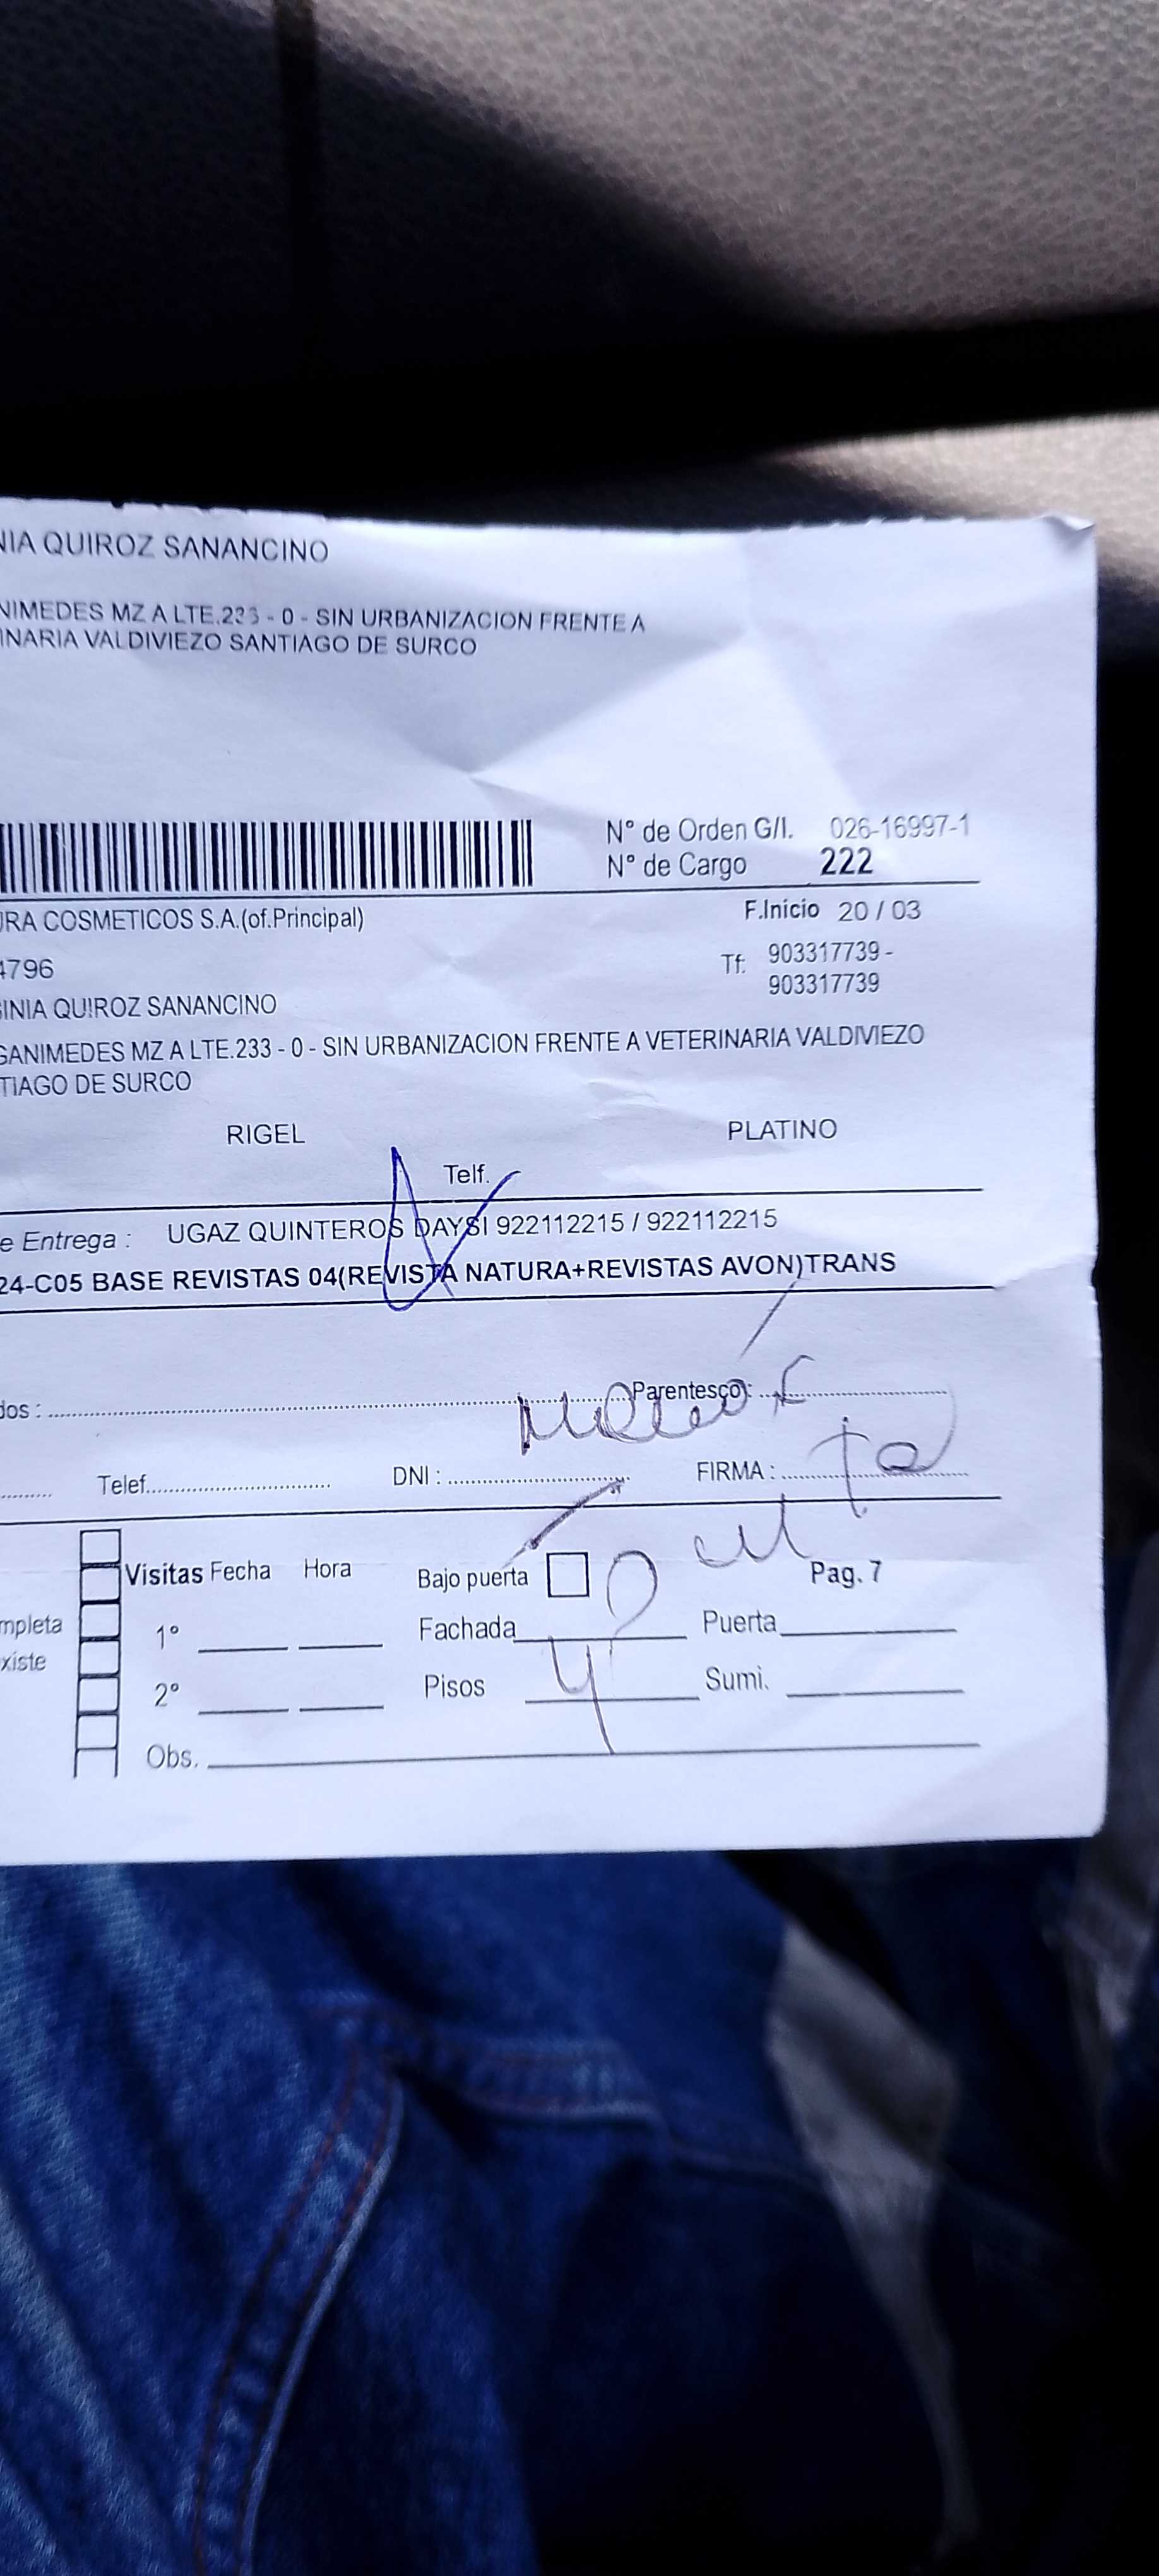 NIA QUIROZ SANANCINO
NIMEDES MZ A LTE.233 - 0 - SIN URBANIZACION FRENTE A
INARIA VALDIVIEZO SANTIAGO DE SURCO
N° de Orden G/I. 026-16997-1
N° de Cargo 222
RA COSMETICOS S.A.(of.Principal)
F.Inicio 20 / 03
4796
Tf: 903317739 -
903317739
INIA QUIROZ SANANCINO
GANIMEDES MZ A LTE.233 - 0 - SIN URBANIZACION FRENTE A VETERINARIA VALDIVIEZO
TIAGO DE SURCO
RIGEL PLATINO
Telf.
e Entrega : UGAZ QUINTEROS DAYSI 922112215 / 922112215
24-C05 BASE REVISTAS 04(REVISTA NATURA+REVISTAS AVON)TRANS
dos : Parentesco):
Telef. DNI : FIRMA :
Visitas Fecha Hora Bajo puerta Pag. 7
mpleta 1° Fachada Puerta
xiste
2° Pisos 4 Sumi.
Obs.